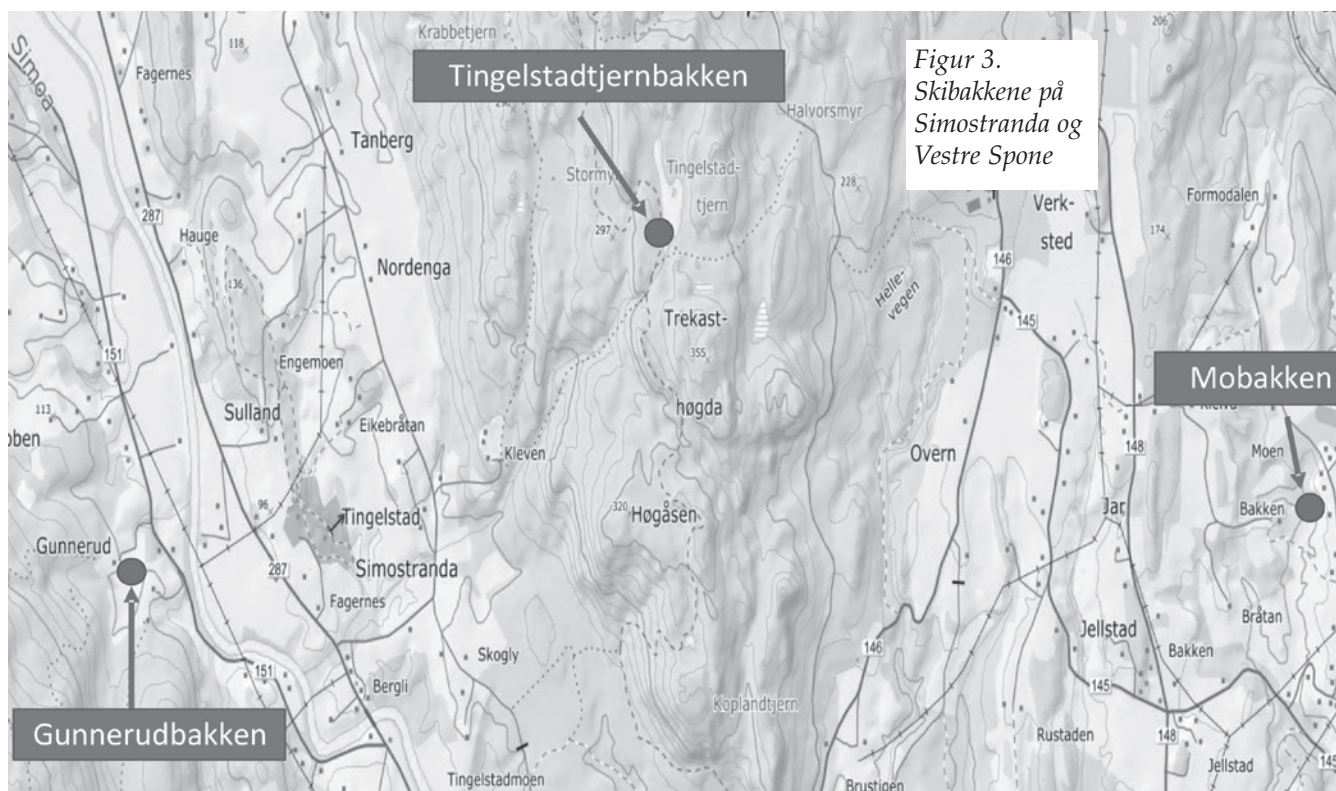 Krabbetjern
118
Fagernes
Simoa
Tingelstadtjernbakken
Figur 3.
Skibakkene på
Simostranda og
Vestre Spone
206
Halvorsmyr
Tanberg
Stormyr
Tingelstad-
tjern
228
Formodalen
287
Hauge
297
Verk-
sted
174
136
Nordenga
146
Helle-
vegen
Trekast-
145
151
Engemoen
355
Mobakken
113
Sulland
Eikebråtan
høgda
Kleven
Overn
148
Moen
96
320
Høgåsen
Jar
Bakken
Tingelstad
Gunnerud
Simostranda
287
Fagernes
Bråtan
Jellstad
146
Bakken
Skogly
151
Bergli
145
Koplandtjern
Gunnerudbakken
Rustaden
148
Jellstad
145
Tingelstadmoen
Brustigen